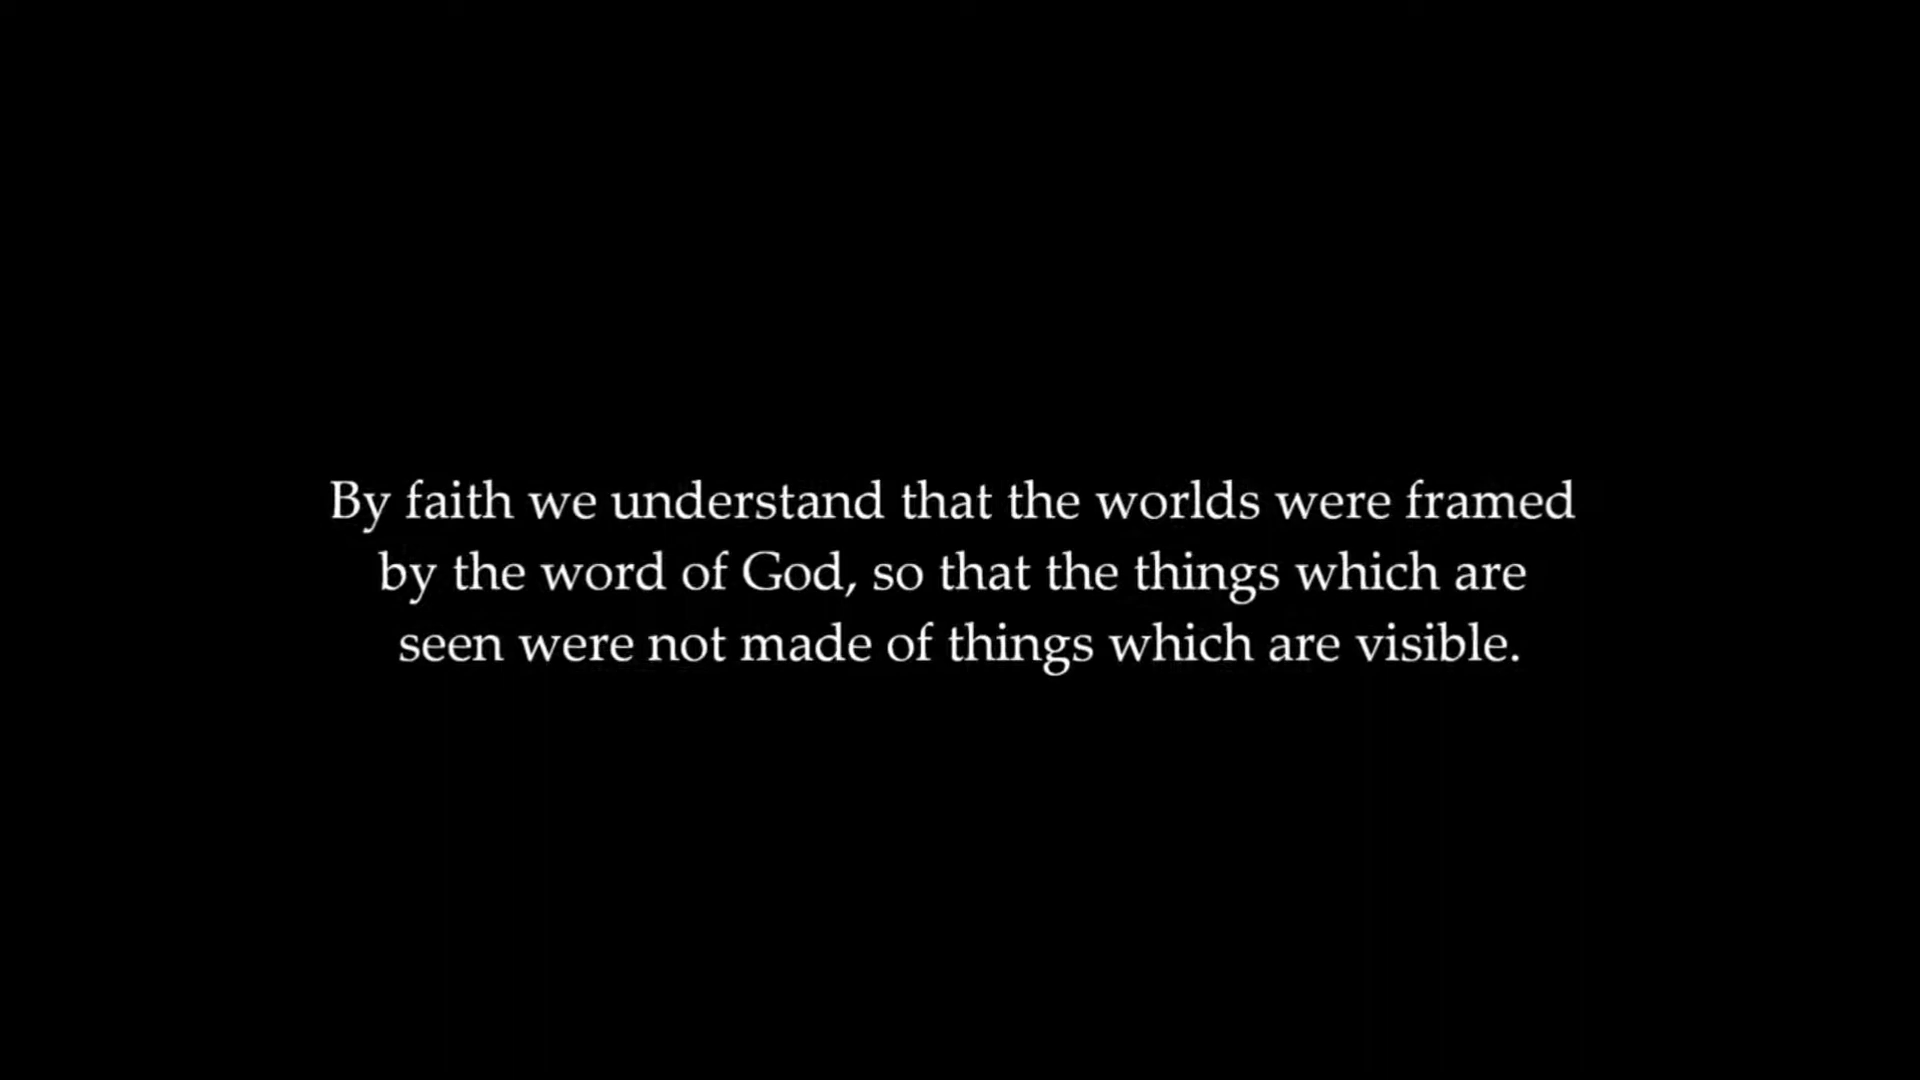 By faith we understand that the worlds were framed
by the word of God, so that the things which are
seen were not made of things which are visible.